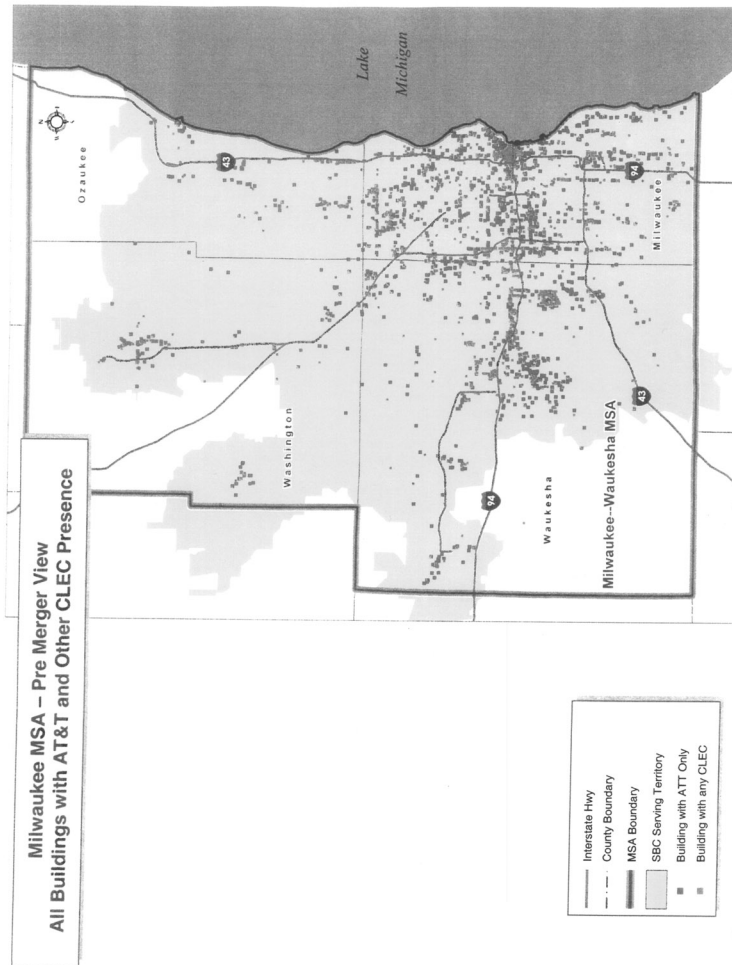 Milwaukee MSA – Pre Merger View
All Buildings with AT&T and Other CLEC Presence
N
Ozaukee
Lake
Michigan
43
Washington
94
Milwaukee
Waukesha
94
Milwaukee--Waukesha MSA
43
Interstate Hwy
County Boundary
MSA Boundary
SBC Serving Territory
Building with ATT Only
Building with any CLEC